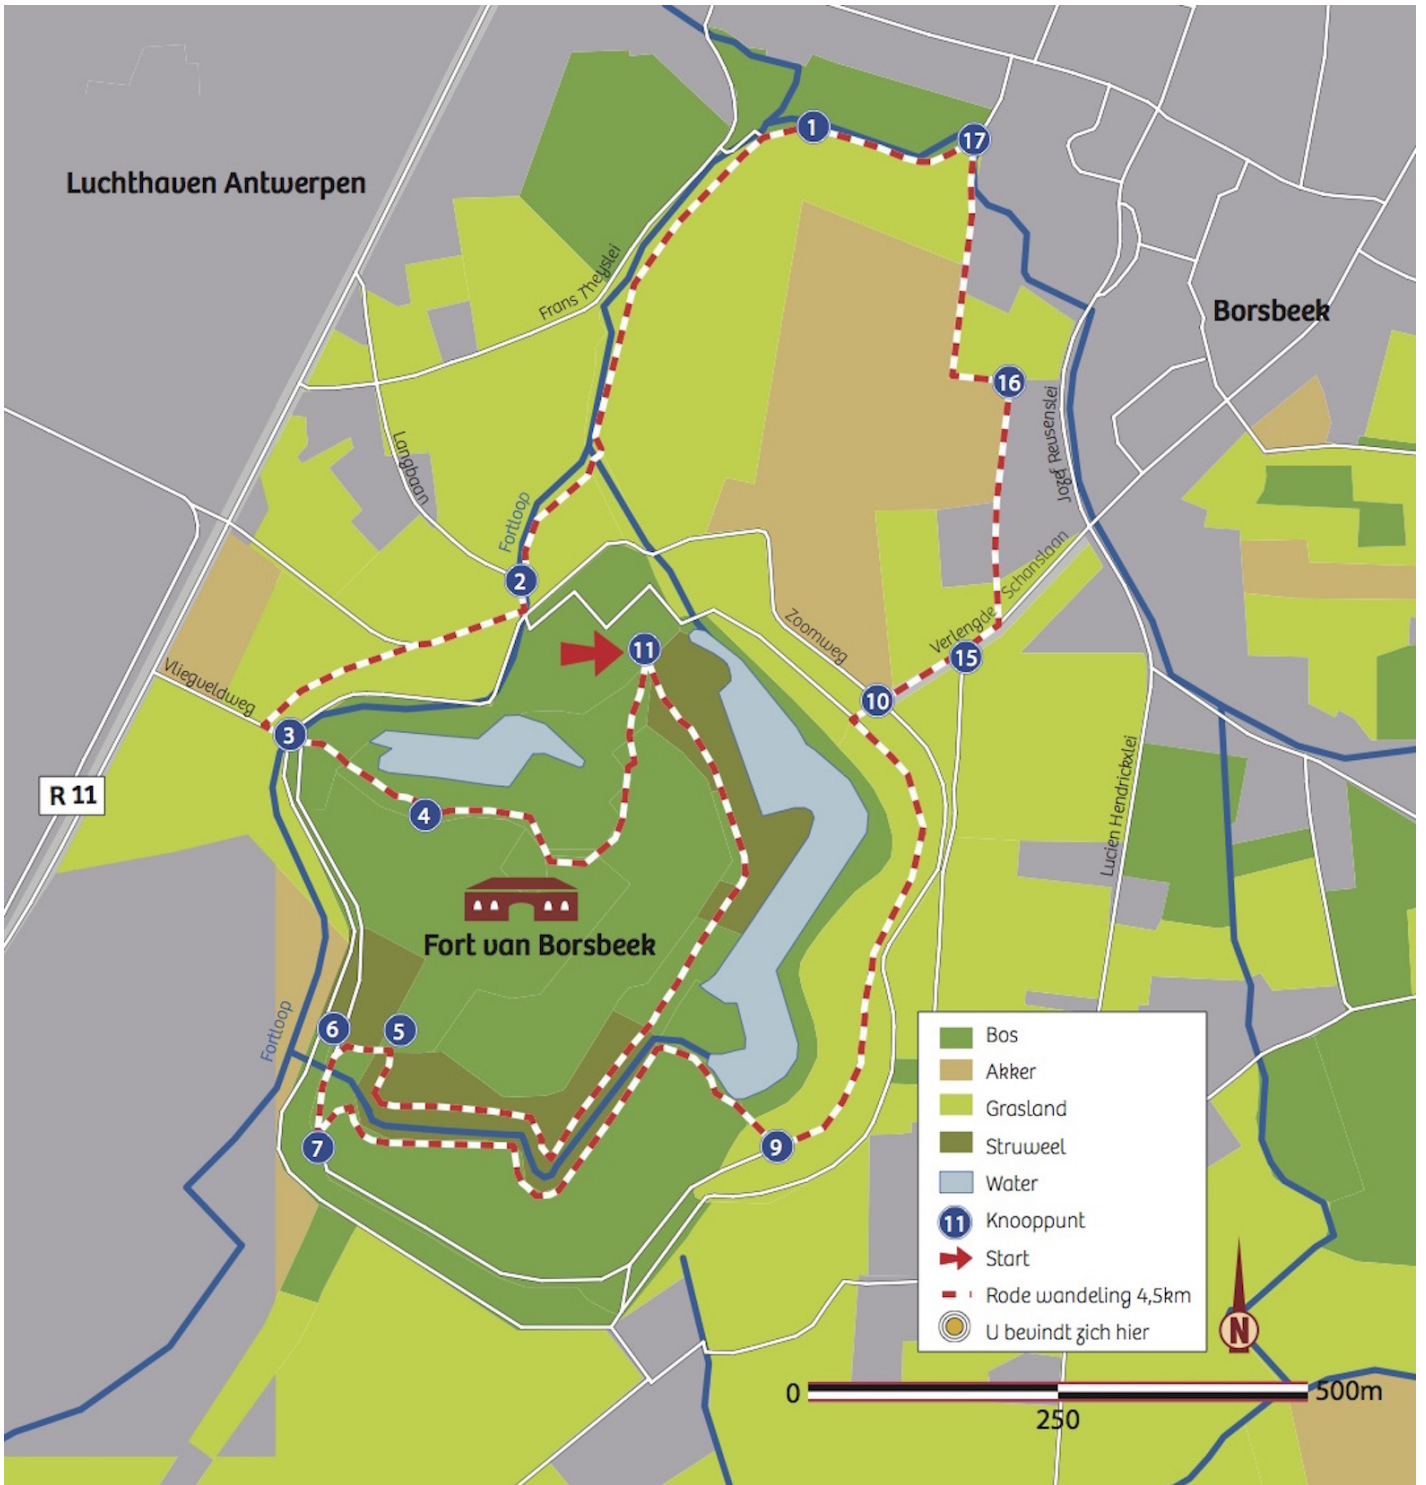 1
17
Luchthaven Antwerpen
Frans Theyslei
Borsbeek
16
Jozef Reusenslei
Langbaan
Fortloop
2
Verlengde Schanslaan
Zoomweg
11
15
Vliegveldweg
10
3
R 11
4
Lucien Hendrickxlei
Fort van Borsbeek
6
5
Fortloop
7
9
Bos
Akker
Grasland
Struweel
Water
11 Knooppunt
Start
Rode wandeling 4,5km
U bevindt zich hier
N
0
500m
250